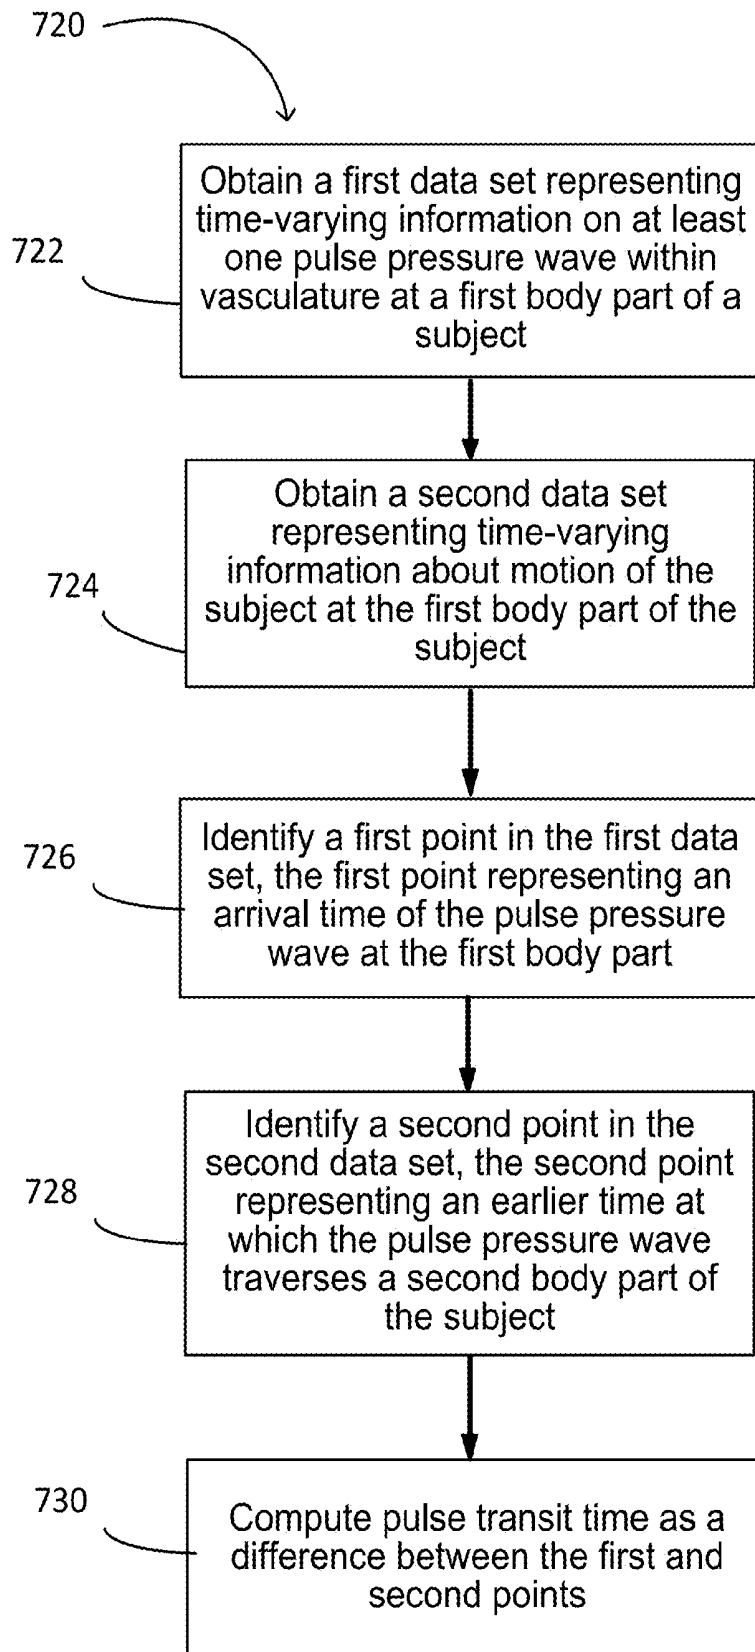 720
722
Obtain a first data set representing
time-varying information on at least
one pulse pressure wave within
vasculature at a first body part of a
subject
724
Obtain a second data set
representing time-varying
information about motion of the
subject at the first body part of the
subject
726
Identify a first point in the first data
set, the first point representing an
arrival time of the pulse pressure
wave at the first body part
728
Identify a second point in the
second data set, the second point
representing an earlier time at
which the pulse pressure wave
traverses a second body part of
the subject
730
Compute pulse transit time as a
difference between the first and
second points